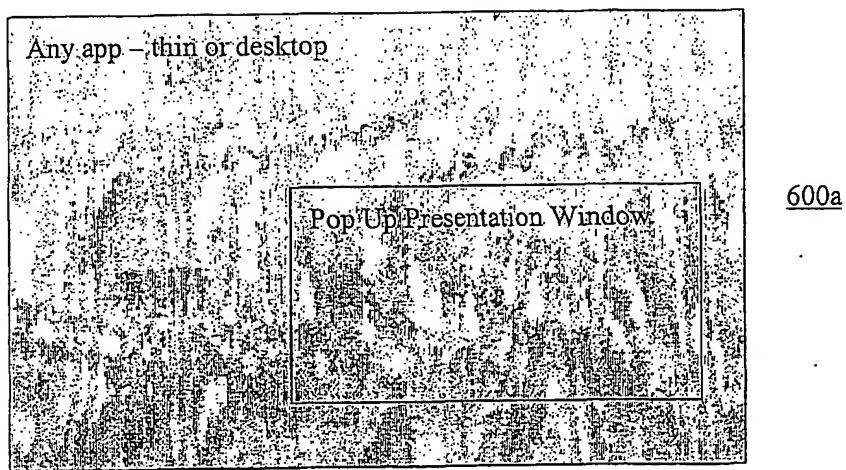 Any app – thin or desktop
Pop Up Presentation Window
600a